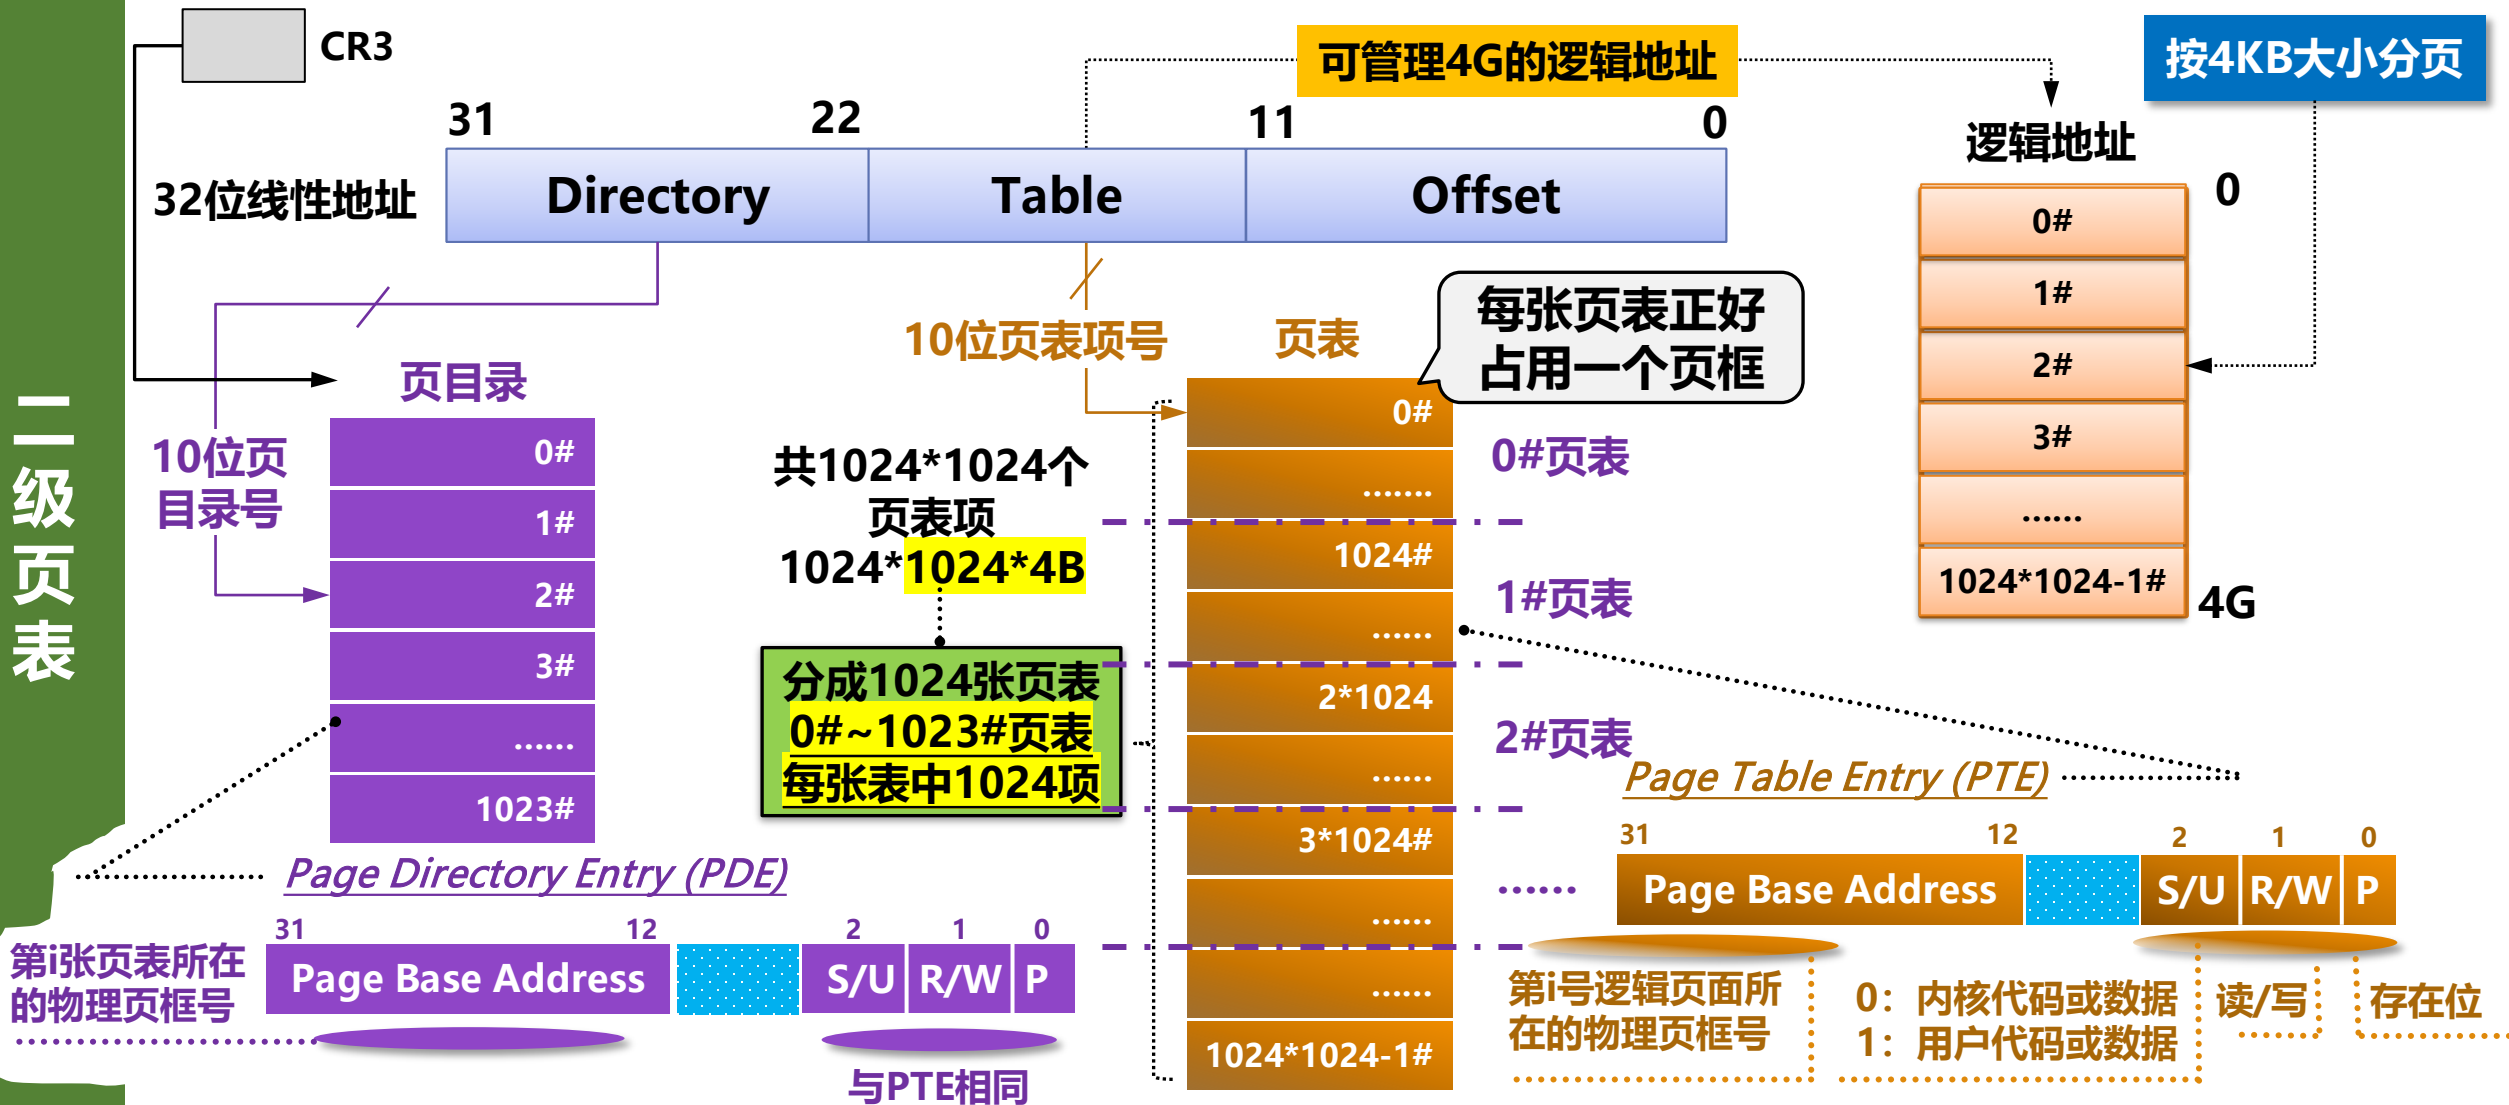 二级页表
CR3
可管理4G的逻辑地址
按4KB大小分页
31
22
11
0
32位线性地址
Directory
Table
Offset
逻辑地址
0
0#
1#
2#
3#
......
1024*1024-1#
4G
10位页
目录号
页目录
0#
1#
2#
3#
......
1023#
10位页表项号
页表
每张页表正好
占用一个页框
共1024*1024个
页表项
1024*1024*4B
分成1024张页表
0#~1023#页表
每张表中1024项
0#
.......
1024#
......
2*1024
......
3*1024#
......
......
1024*1024-1#
0#页表
1#页表
2#页表
......
Page Directory Entry (PDE)
31
12
2
1
0
Page Base Address
S/U
R/W
P
第i张页表所在
的物理页框号
与PTE相同
Page Table Entry (PTE)
31
12
2
1
0
Page Base Address
S/U
R/W
P
第i号逻辑页面所
在的物理页框号
0：内核代码或数据
1：用户代码或数据
读/写
存在位